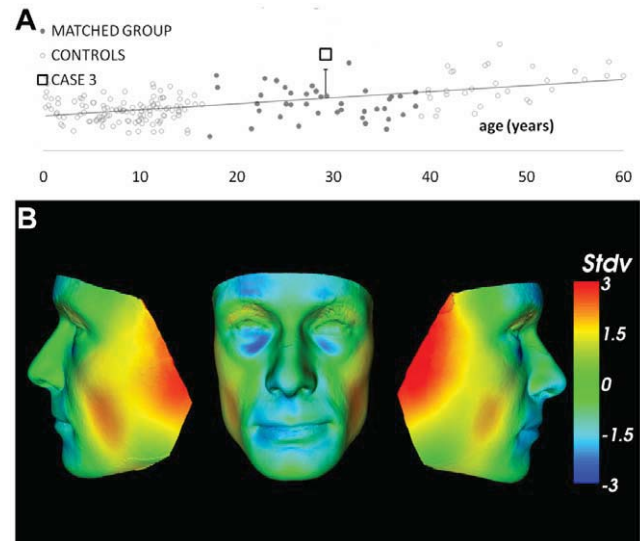 A
MATCHED GROUP
CONTROLS
CASE 3
age (years)
0 10 20 30 40 50 60
B
Stdv
3
1.5
0
-1.5
-3